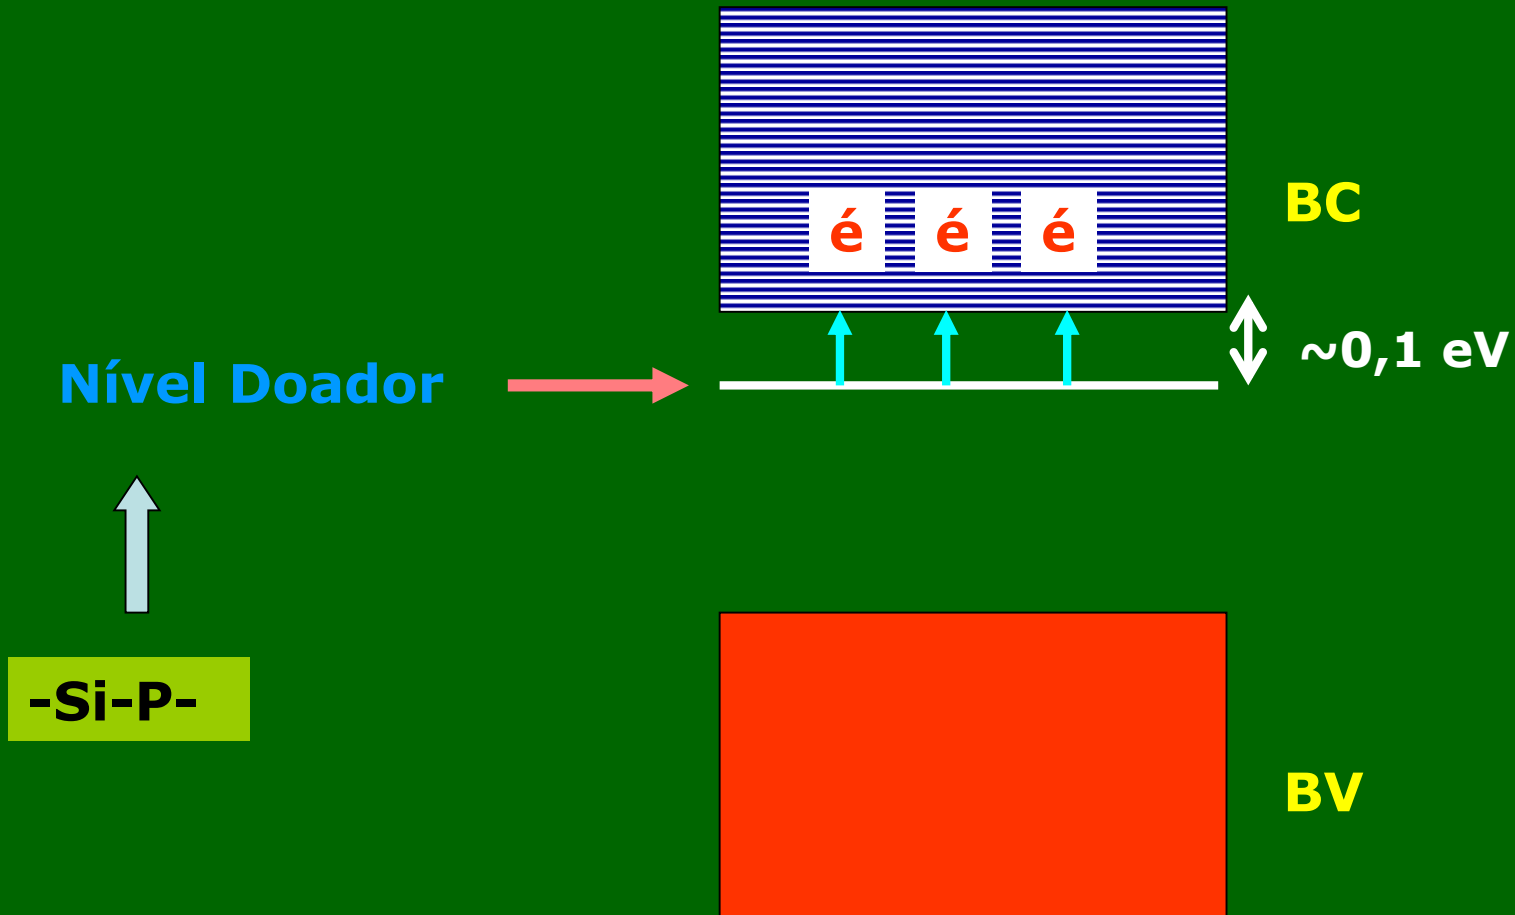 BC
é é é
~0,1 eV
Nível Doador
-Si-P-
BV